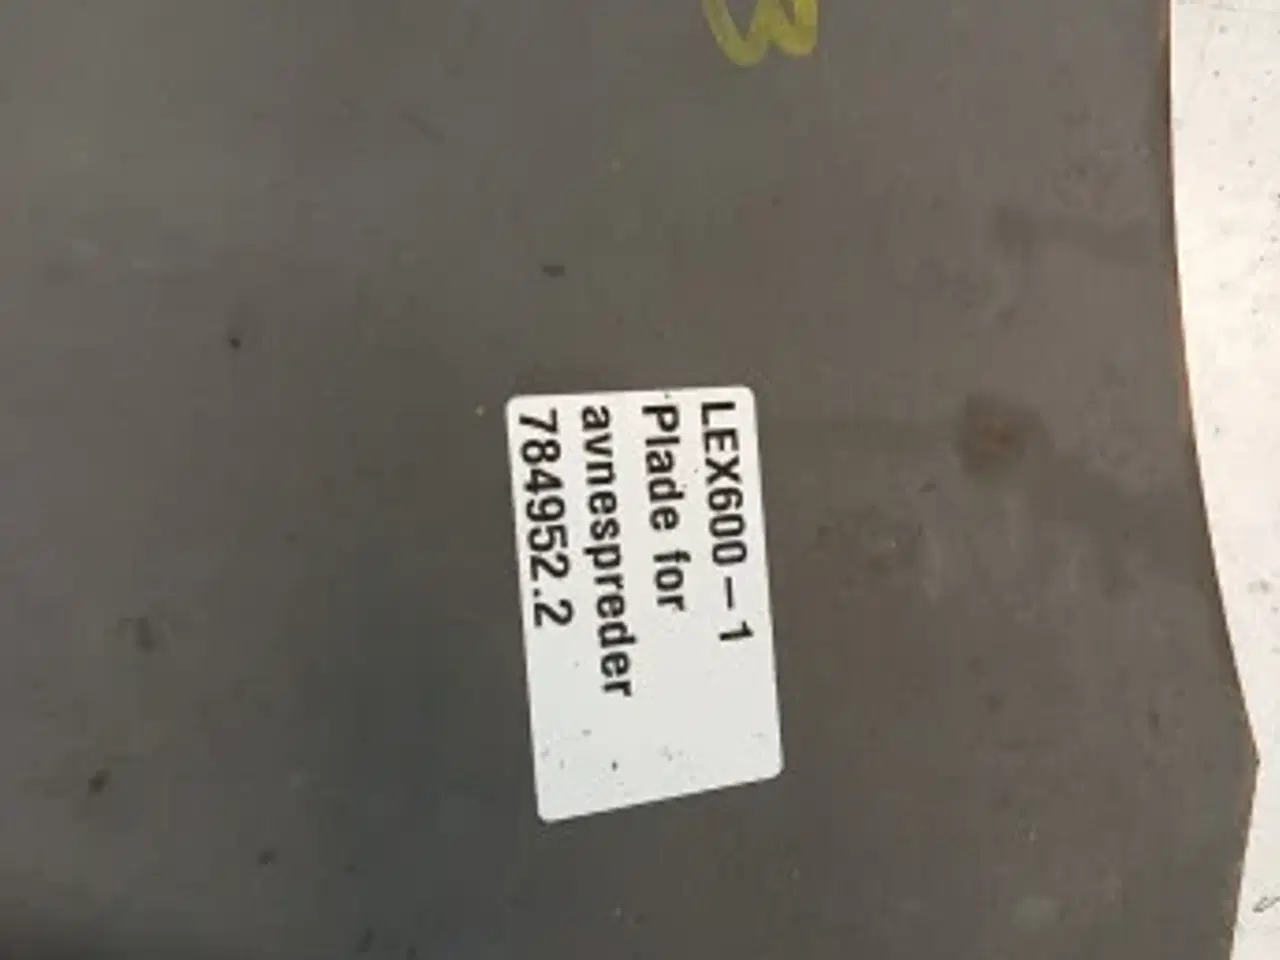 LEX600-1
Plade for
avnespreder
784952.2